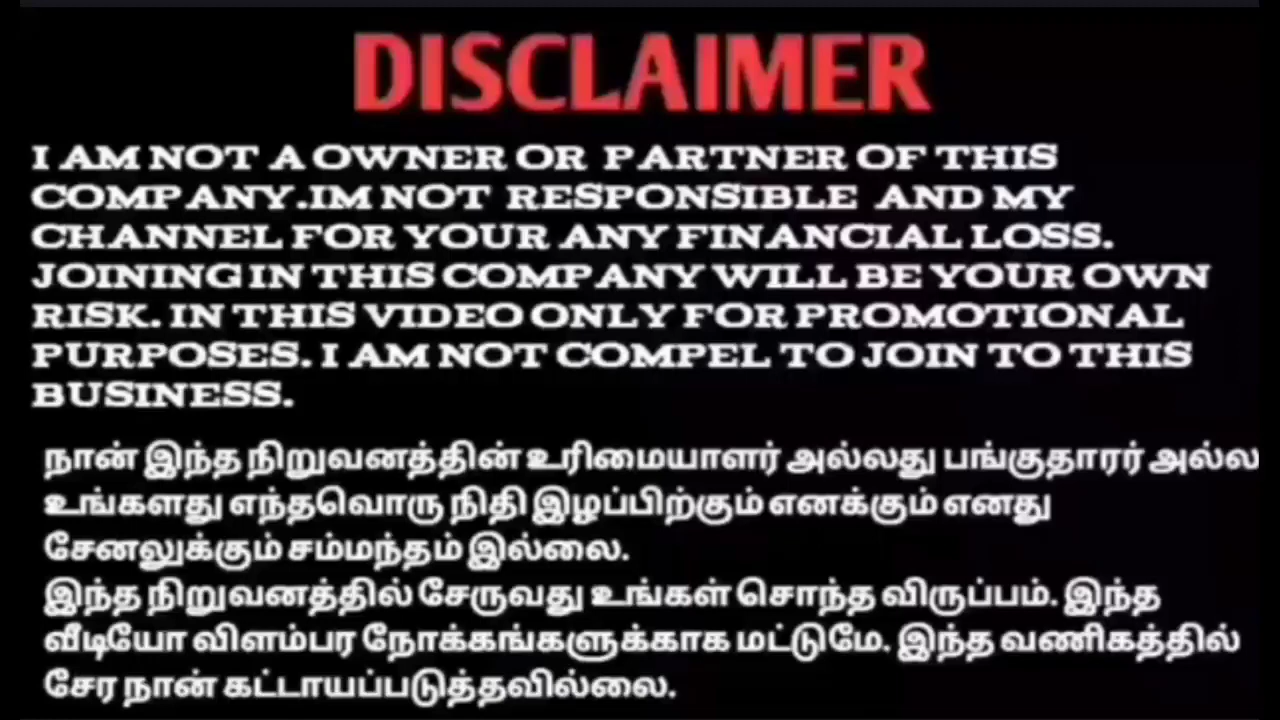 DISCLAIMER
I AM NOT A OWNER OR PARTNER OF THIS
COMPANY.IM NOT RESPONSIBLE AND MY
CHANNEL FOR YOUR ANY FINANCIAL LOSS.
JOINING IN THIS COMPANY WILL BE YOUR OWN
RISK. IN THIS VIDEO ONLY FOR PROMOTIONAL
PURPOSES. I AM NOT COMPEL TO JOIN TO THIS
BUSINESS.
நான் இந்த நிறுவனத்தின் உரிமையாளர் அல்லது பங்குதாரர் அல்ல
உங்களது எந்தவொரு நிதி இழப்பிற்கும் எனக்கும் எனது
சேனலுக்கும் சம்மந்தம் இல்லை.
இந்த நிறுவனத்தில் சேருவது உங்கள் சொந்த விருப்பம். இந்த
வீடியோ விளம்பர நோக்கங்களுக்காக மட்டுமே. இந்த வணிகத்தில்
சேர நான் கட்டாயப்படுத்தவில்லை.